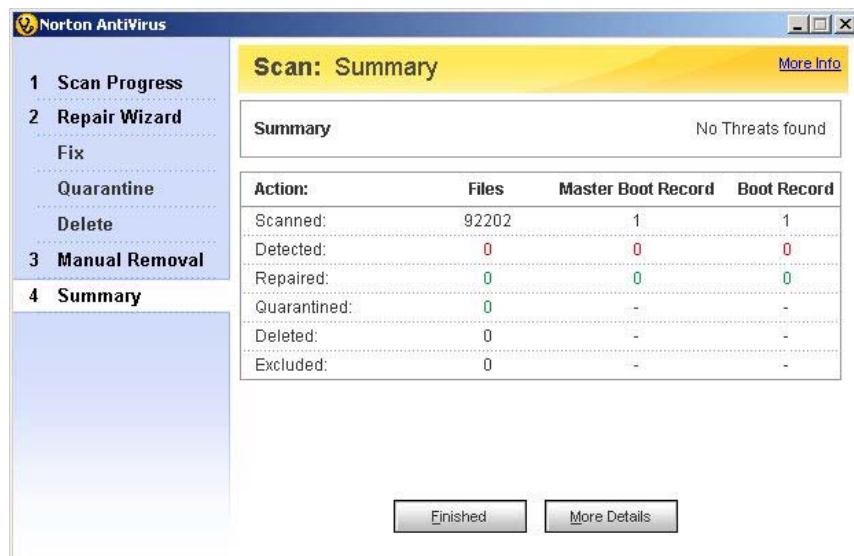 Norton AntiVirus
1 Scan Progress
2 Repair Wizard
Fix
Quarantine
Delete
3 Manual Removal
4 Summary
Scan: Summary More Info
Summary No Threats found
Action: Files Master Boot Record Boot Record
Scanned: 92202 1 1
Detected: 0 0 0
Repaired: 0 0 0
Quarantined: 0 - -
Deleted: 0 - -
Excluded: 0 - -
Finished More Details